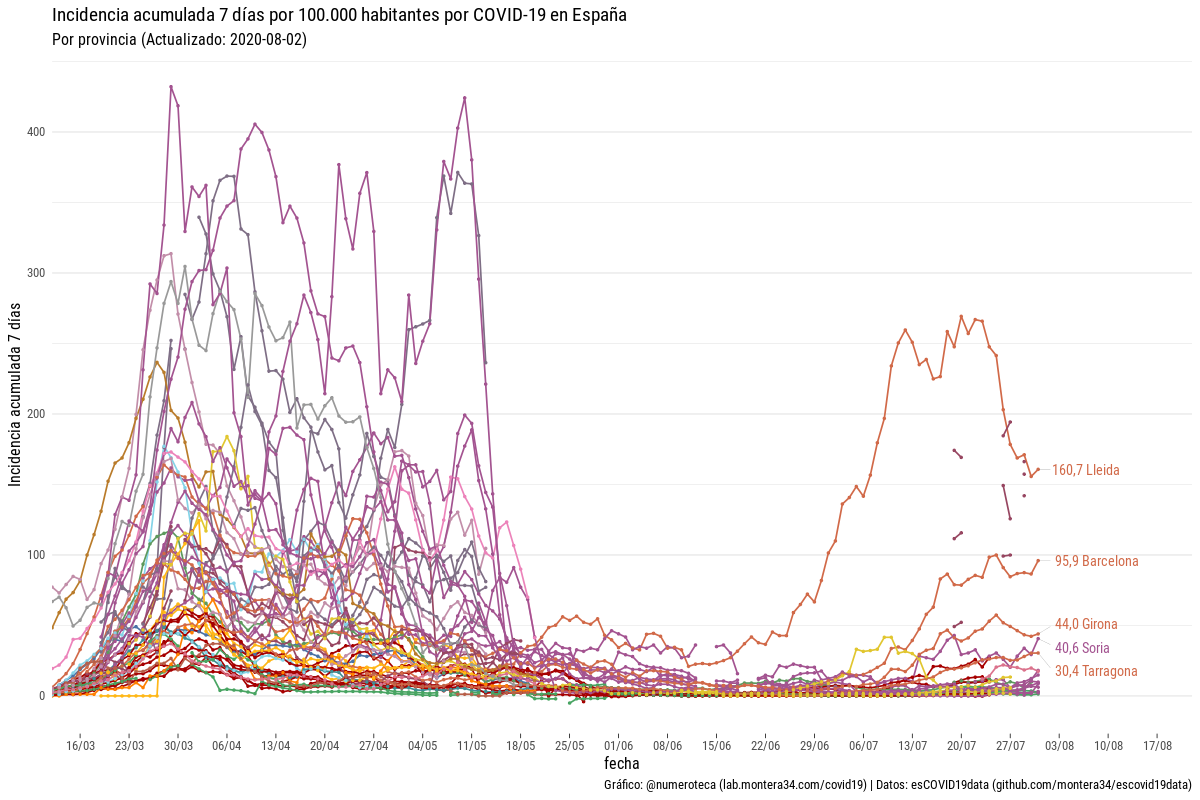 Incidencia acumulada 7 días por 100.000 habitantes por COVID-19 en España
Por provincia (Actualizado: 2020-08-02)
Incidencia acumulada 7 días
400
300
200
100
0
160,7 Lleida
95,9 Barcelona
44,0 Girona
40,6 Soria
30,4 Tarragona
16/03 23/03 30/03 06/04 13/04 20/04 27/04 04/05 11/05 18/05 25/05 01/06 08/06 15/06 22/06 29/06 06/07 13/07 20/07 27/07 03/08 10/08 17/08
fecha
Gráfico: @numeroteca (lab.montera34.com/covid19) | Datos: esCOVID19data (github.com/montera34/escovid19data)